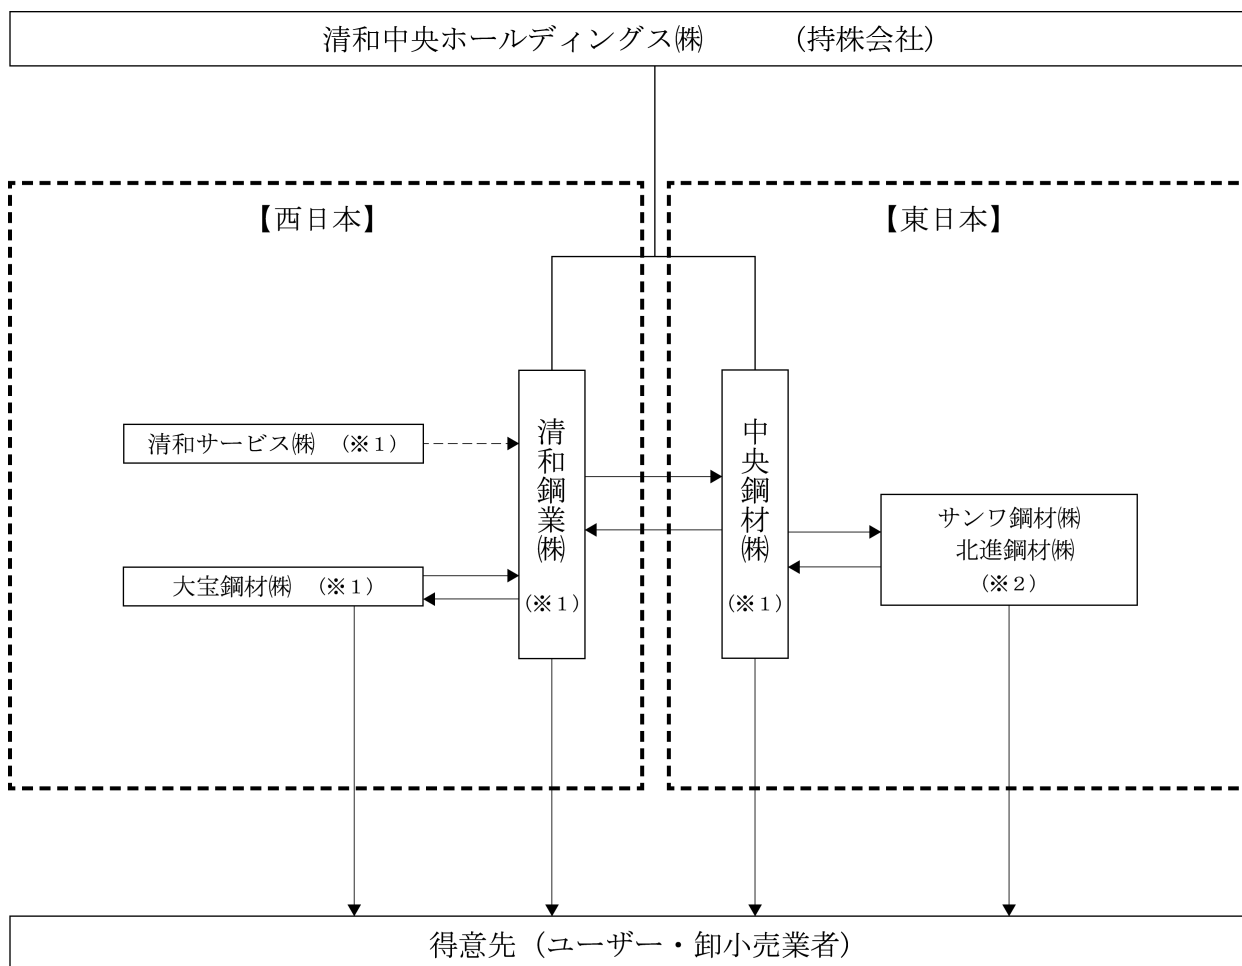 清和中央ホールディングス㈱　（持株会社）
【西日本】
【東日本】
清和サービス㈱　（※１）
大宝鋼材㈱　（※１）
清和鋼業㈱
（※１）
中央鋼材㈱
（※１）
サンワ鋼材㈱
北進鋼材㈱
（※２）
得意先（ユーザー・卸小売業者）